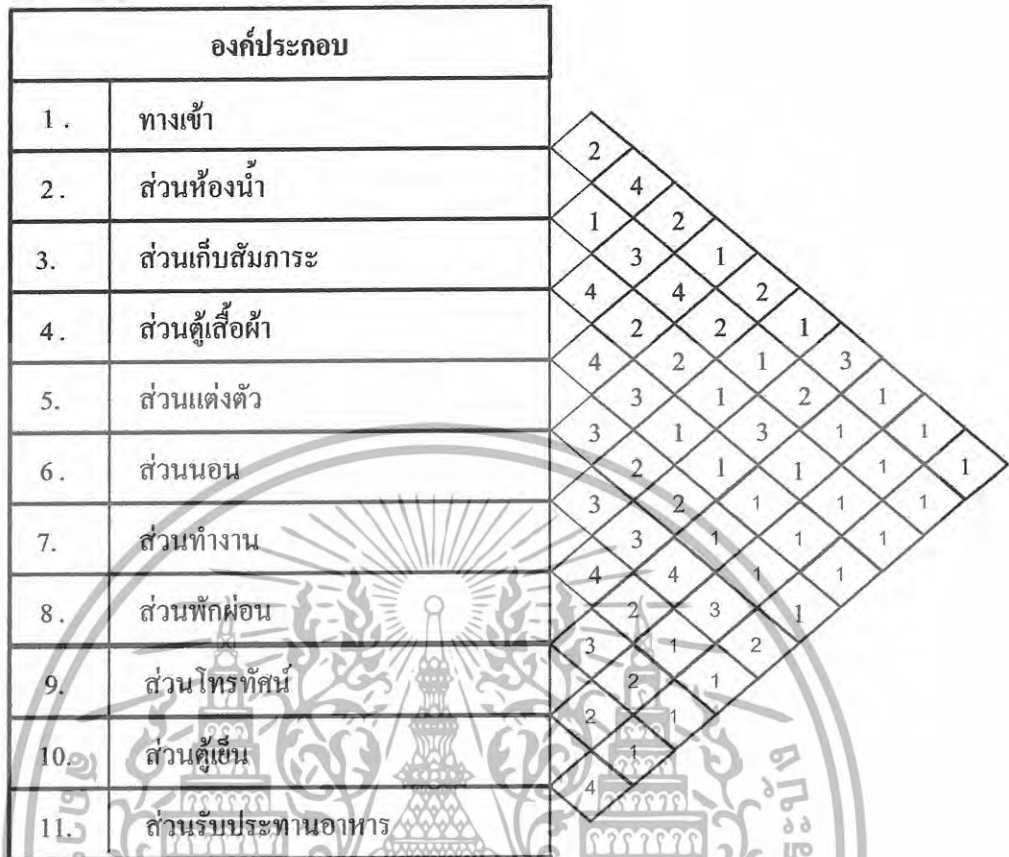 องค์ประกอบ
1 . ทางเข้า
2
2 . ส่วนห้องน้ำ 4
1 2
3. ส่วนเก็บสัมภาระ 3 1
4 4 2
4 . ส่วนตู้เสื้อผ้า 2 2 1
4 2 1 3
5. ส่วนแต่งตัว 3 1 2 1
3 1 3 1 1
6 . ส่วนนอน 2 1 1 1 1
3 2 1 1 1
7. ส่วนทำงาน 3 1 1 1
4 4 1 1
8 . ส่วนพักผ่อน 2 3 1
3 1 2
9. ส่วนโทรทัศน์ 2 1
2 1
10. ส่วนตู้เย็น 1
4
11. ส่วนรับประทานอาหาร